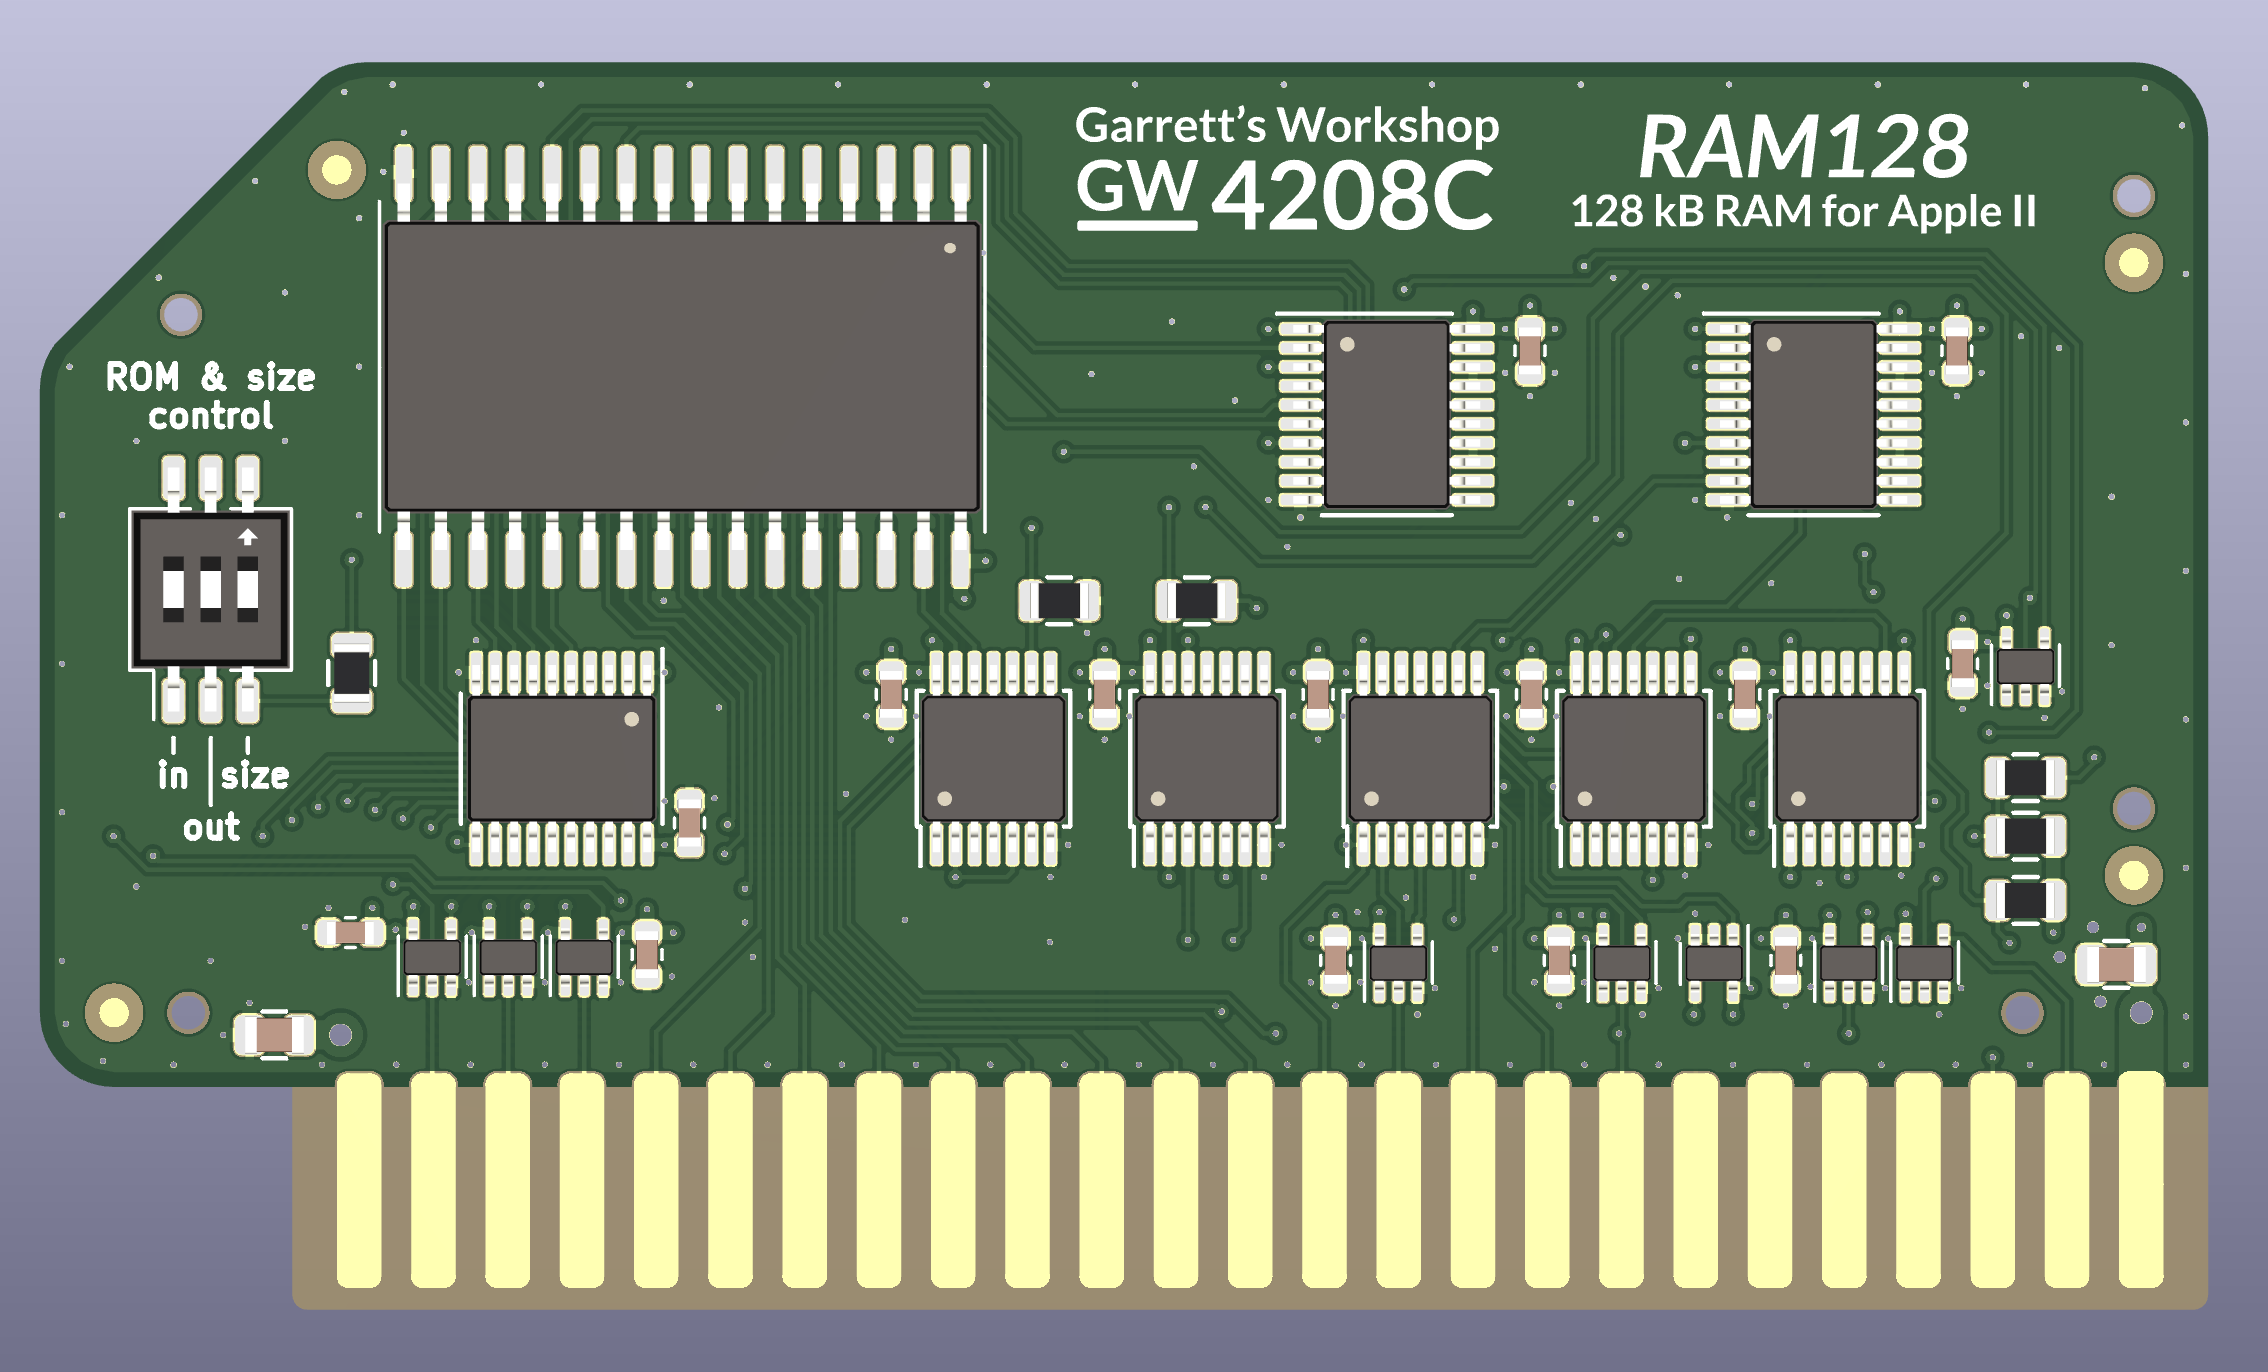 Garrett's Workshop
GW 4208C
RAM128
128 kB RAM for Apple II
ROM & size
control
in size
out